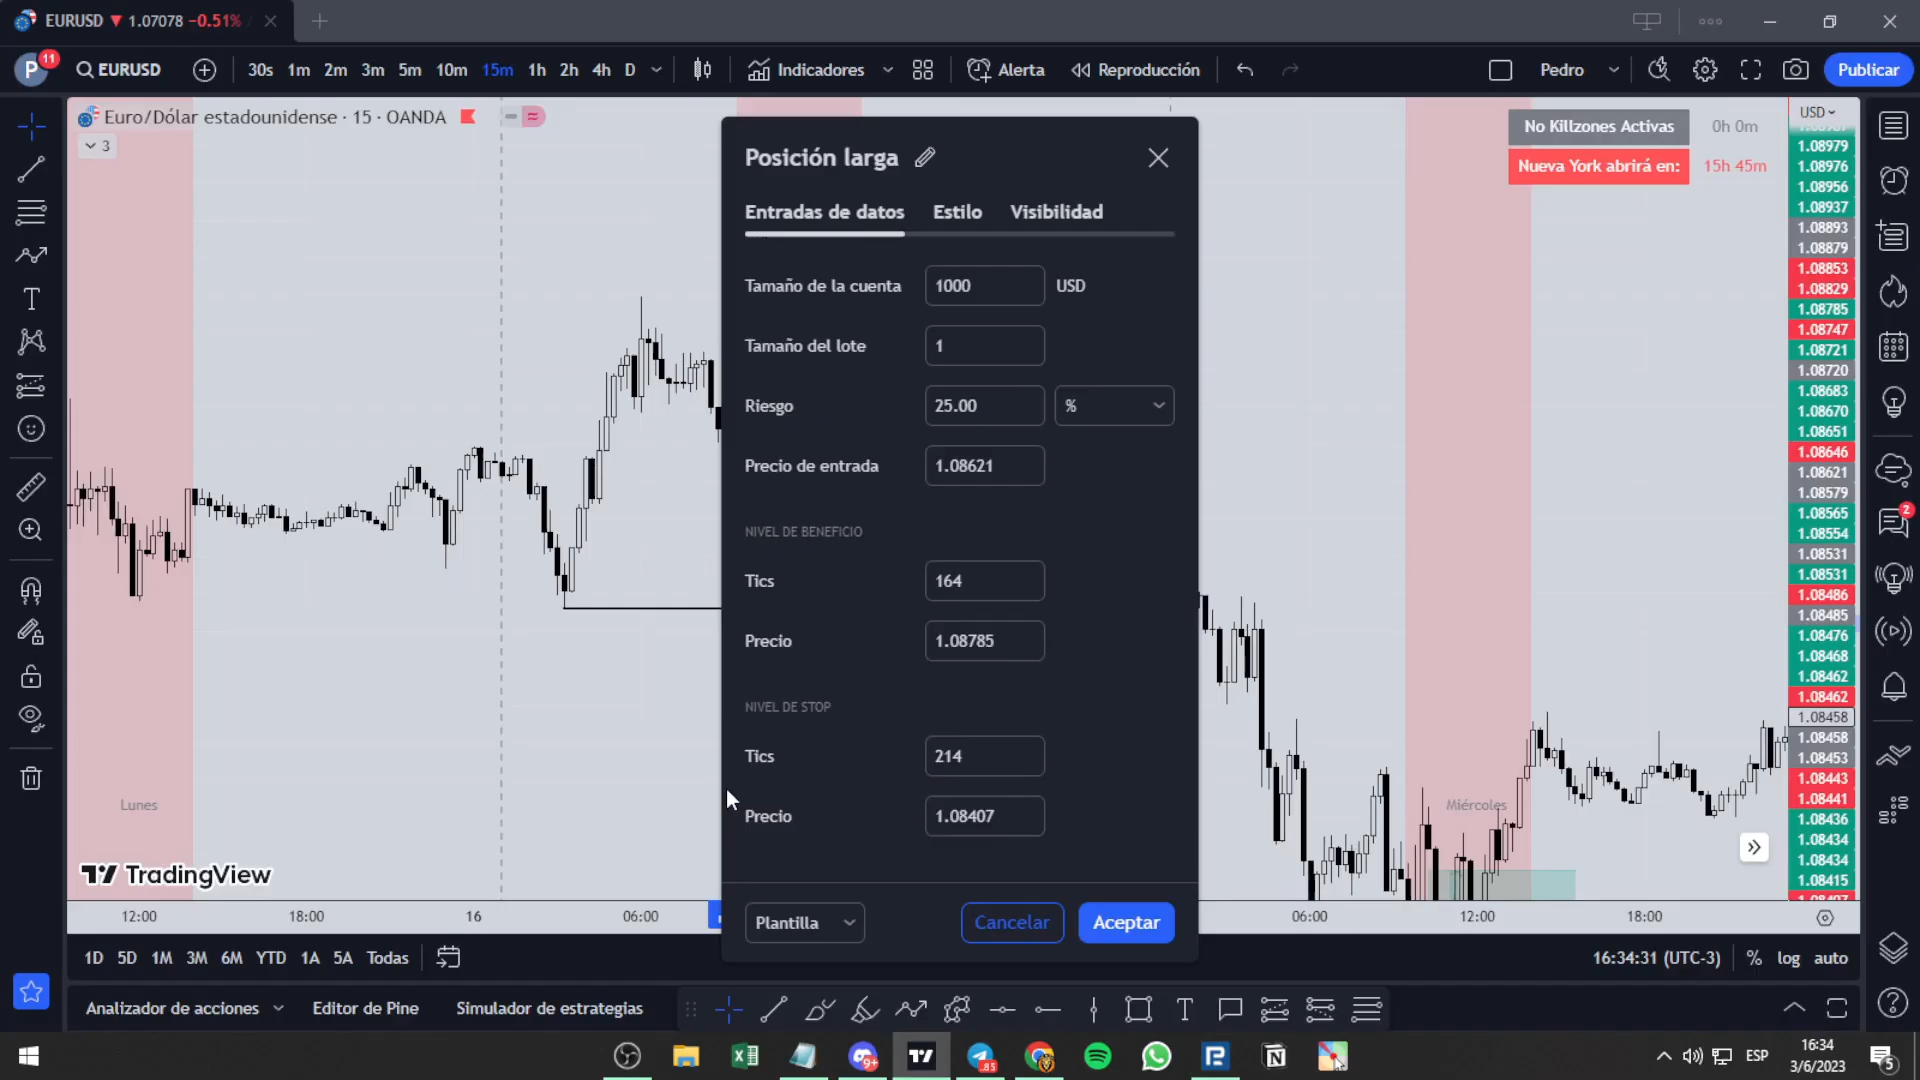 EURUSD ▼ 1.07078 −0.51%
P 11 EURUSD 30s 1m 2m 3m 5m 10m 15m 1h 2h 4h D Indicadores Alerta Reproducción Pedro Publicar
Euro/Dólar estadounidense · 15 · OANDA
3
No Killzones Activas 0h 0m
Nueva York abrirá en: 15h 45m
Posición larga
Entradas de datos Estilo Visibilidad
Tamaño de la cuenta 1000 USD
Tamaño del lote 1
Riesgo 25.00 %
Precio de entrada 1.08621
NIVEL DE BENEFICIO
Tics 164
Precio 1.08785
NIVEL DE STOP
Tics 214
Precio 1.08407
Plantilla Cancelar Aceptar
USD
1.08979
1.08976
1.08956
1.08937
1.08893
1.08879
1.08853
1.08829
1.08785
1.08747
1.08721
1.08720
1.08683
1.08670
1.08651
1.08646
1.08621
1.08579
1.08565
1.08554
1.08531
1.08531
1.08486
1.08485
1.08476
1.08468
1.08462
1.08462
1.08458
1.08458
1.08453
1.08443
1.08441
1.08436
1.08434
1.08434
1.08415
2
Lunes
Miércoles
TradingView
12:00 18:00 16 06:00 06:00 12:00 18:00
1D 5D 1M 3M 6M YTD 1A 5A Todas 16:34:31 (UTC-3) % log auto
Analizador de acciones Editor de Pine Simulador de estrategias
9+ 85 ESP 16:34
3/6/2023
5